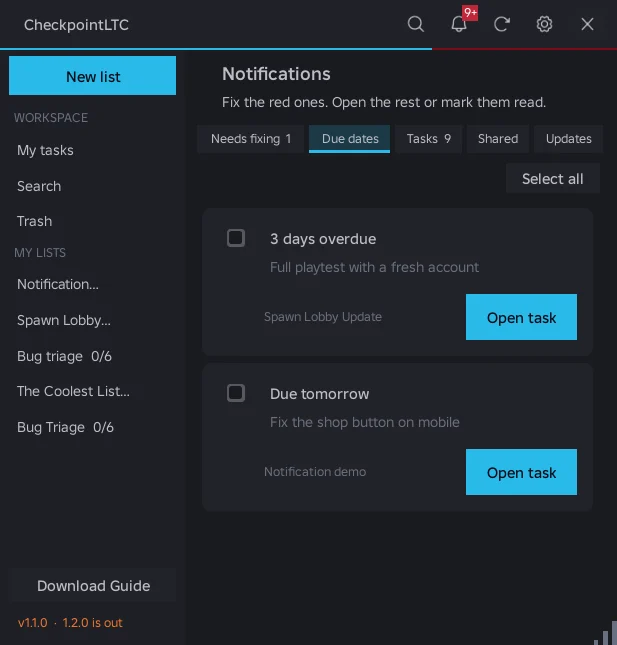 CheckpointLTC
9+
New list
WORKSPACE
My tasks
Search
Trash
MY LISTS
Notification...
Spawn Lobby...
Bug triage 0/6
The Coolest List...
Bug Triage 0/6
Download Guide
v1.1.0 · 1.2.0 is out
Notifications
Fix the red ones. Open the rest or mark them read.
Needs fixing 1
Due dates
Tasks 9
Shared
Updates
Select all
3 days overdue
Full playtest with a fresh account
Spawn Lobby Update
Open task
Due tomorrow
Fix the shop button on mobile
Notification demo
Open task